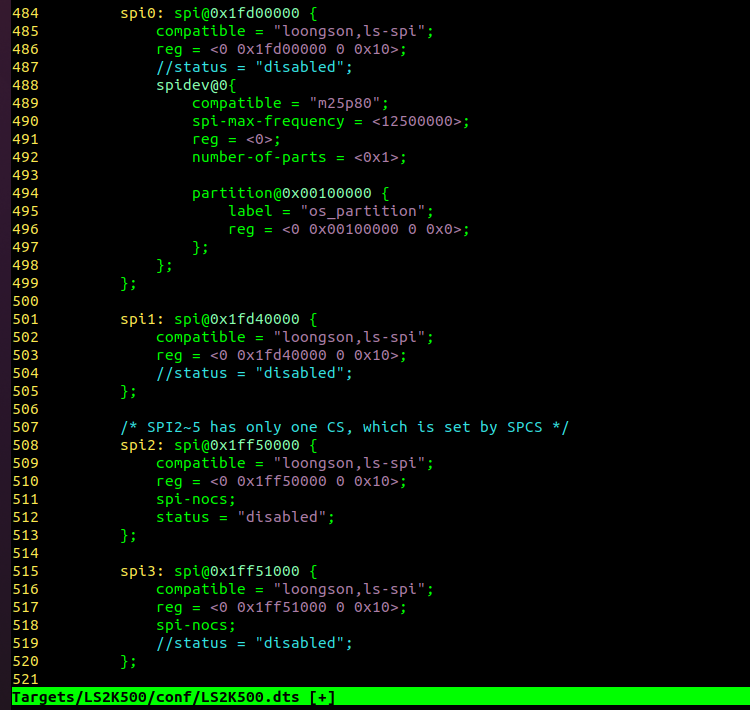 484         spi0: spi@0x1fd00000 {
485             compatible = "loongson,ls-spi";
486             reg = <0 0x1fd00000 0 0x10>;
487             //status = "disabled";
488             spidev@0{
489                 compatible = "m25p80";
490                 spi-max-frequency = <12500000>;
491                 reg = <0>;
492                 number-of-parts = <0x1>;
493
494                 partition@0x00100000 {
495                     label = "os_partition";
496                     reg = <0 0x00100000 0 0x0>;
497                 };
498             };
499         };
500
501         spi1: spi@0x1fd40000 {
502             compatible = "loongson,ls-spi";
503             reg = <0 0x1fd40000 0 0x10>;
504             //status = "disabled";
505         };
506
507         /* SPI2~5 has only one CS, which is set by SPCS */
508         spi2: spi@0x1ff50000 {
509             compatible = "loongson,ls-spi";
510             reg = <0 0x1ff50000 0 0x10>;
511             spi-nocs;
512             status = "disabled";
513         };
514
515         spi3: spi@0x1ff51000 {
516             compatible = "loongson,ls-spi";
517             reg = <0 0x1ff51000 0 0x10>;
518             spi-nocs;
519             //status = "disabled";
520         };
521
Targets/LS2K500/conf/LS2K500.dts [+]